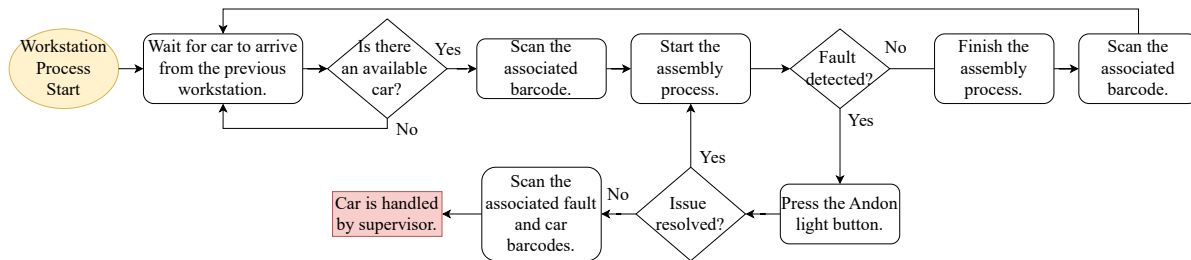 Workstation
Process
Start
Wait for car to arrive
from the previous
workstation.
Is there
an available
car?
Yes
No
Scan the
associated
barcode.
Start the
assembly
process.
Fault
detected?
No
Yes
Finish the
assembly
process.
Scan the
associated
barcode.
Press the Andon
light button.
Issue
resolved?
Yes
No
Scan the
associated fault
and car
barcodes.
Car is handled
by supervisor.